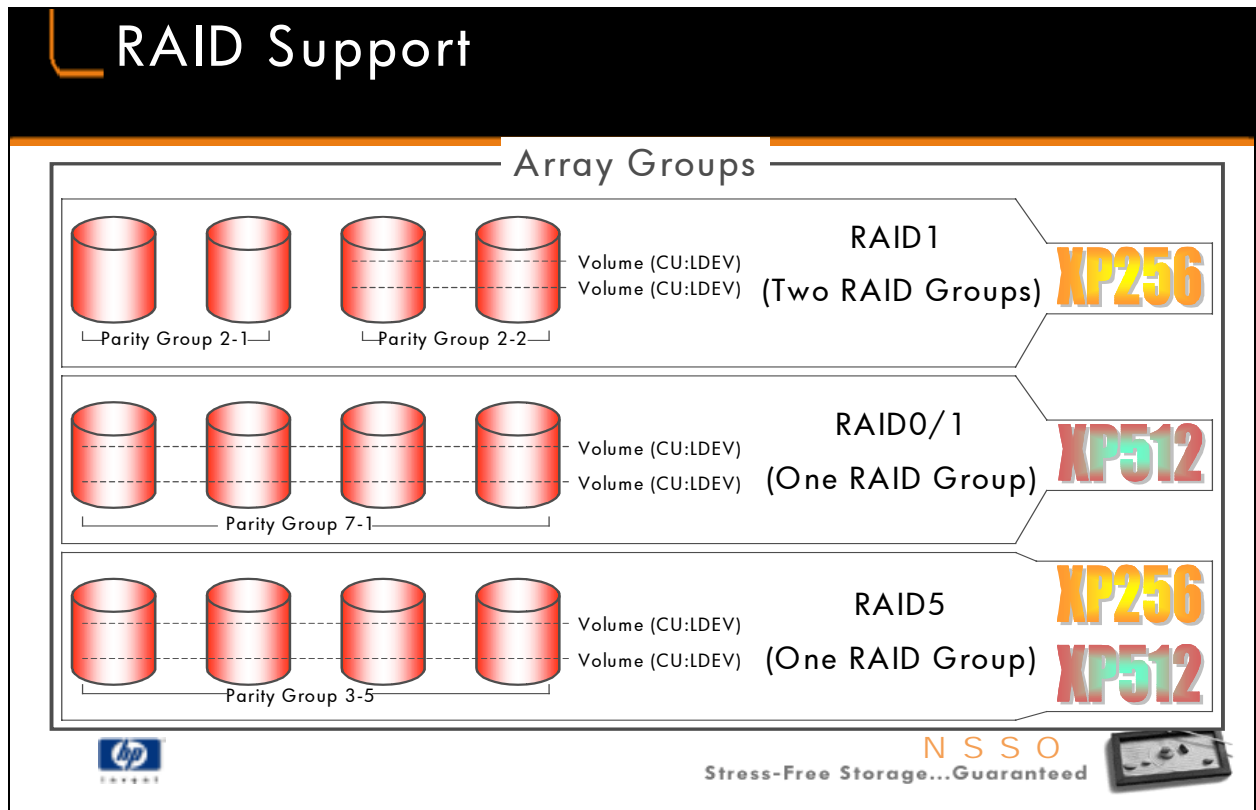 RAID Support
Array Groups
Volume (CU:LDEV)
Volume (CU:LDEV)
Parity Group 2-1
Parity Group 2-2
RAID1
(Two RAID Groups)
XP256
Volume (CU:LDEV)
Volume (CU:LDEV)
Parity Group 7-1
RAID0/1
(One RAID Group)
XP512
Volume (CU:LDEV)
Volume (CU:LDEV)
Parity Group 3-5
RAID5
(One RAID Group)
XP256
XP512
hp
invent
NSSO
Stress-Free Storage...Guaranteed